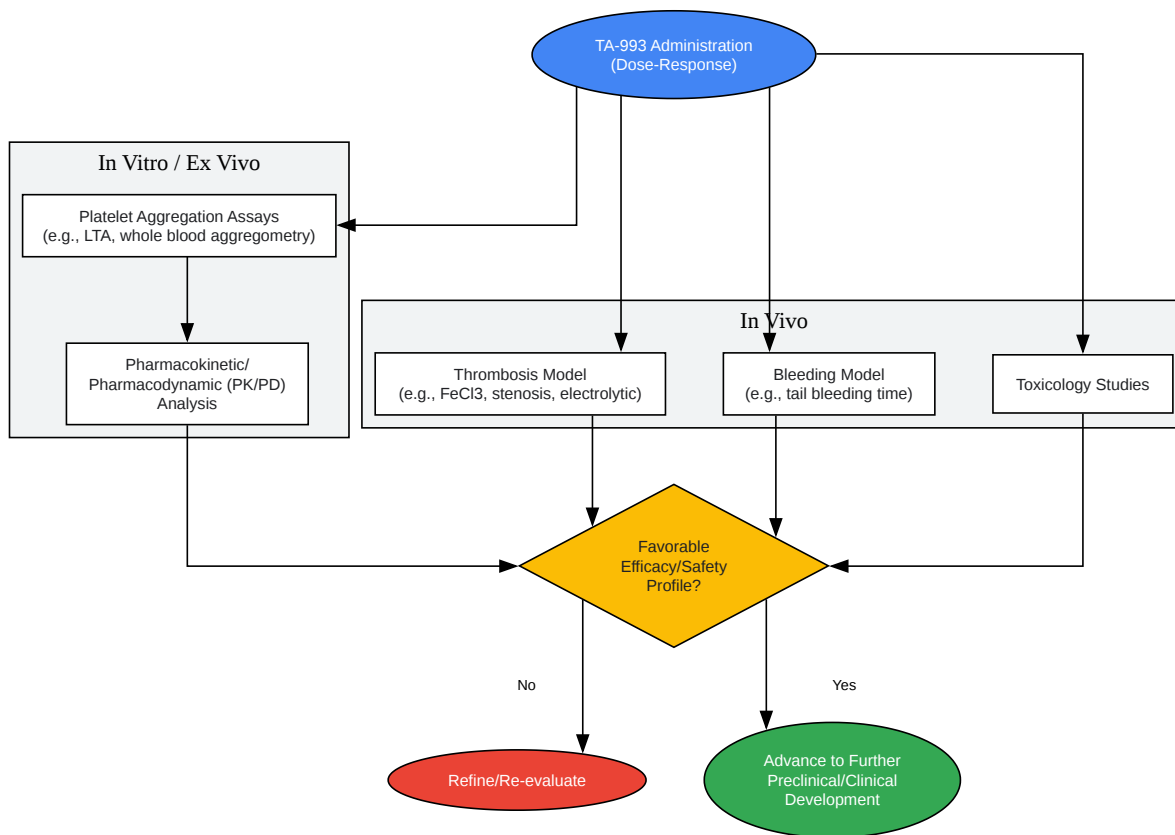 TA-993 Administration
(Dose-Response)
In Vitro / Ex Vivo
Platelet Aggregation Assays
(e.g., LTA, whole blood aggregometry)
Pharmacokinetic/
Pharmacodynamic (PK/PD)
Analysis
In Vivo
Thrombosis Model
(e.g., FeCl3, stenosis, electrolytic)
Bleeding Model
(e.g., tail bleeding time)
Toxicology Studies
Favorable
Efficacy/Safety
Profile?
No
Yes
Refine/Re-evaluate
Advance to Further
Preclinical/Clinical
Development